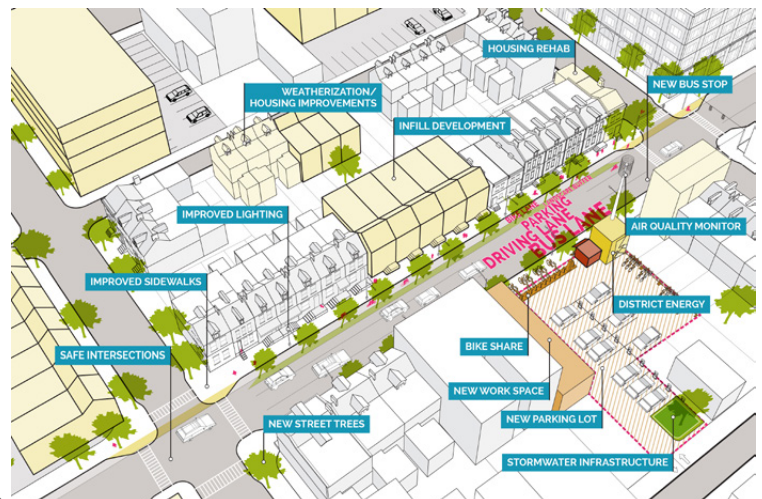 HOUSING REHAB
WEATHERIZATION/
HOUSING IMPROVEMENTS
NEW BUS STOP
INFILL DEVELOPMENT
IMPROVED LIGHTING
PARKING
DRIVING LANE
BUS LANE
AIR QUALITY MONITOR
IMPROVED SIDEWALKS
DISTRICT ENERGY
BIKE SHARE
SAFE INTERSECTIONS
NEW WORK SPACE
NEW PARKING LOT
NEW STREET TREES
STORMWATER INFRASTRUCTURE